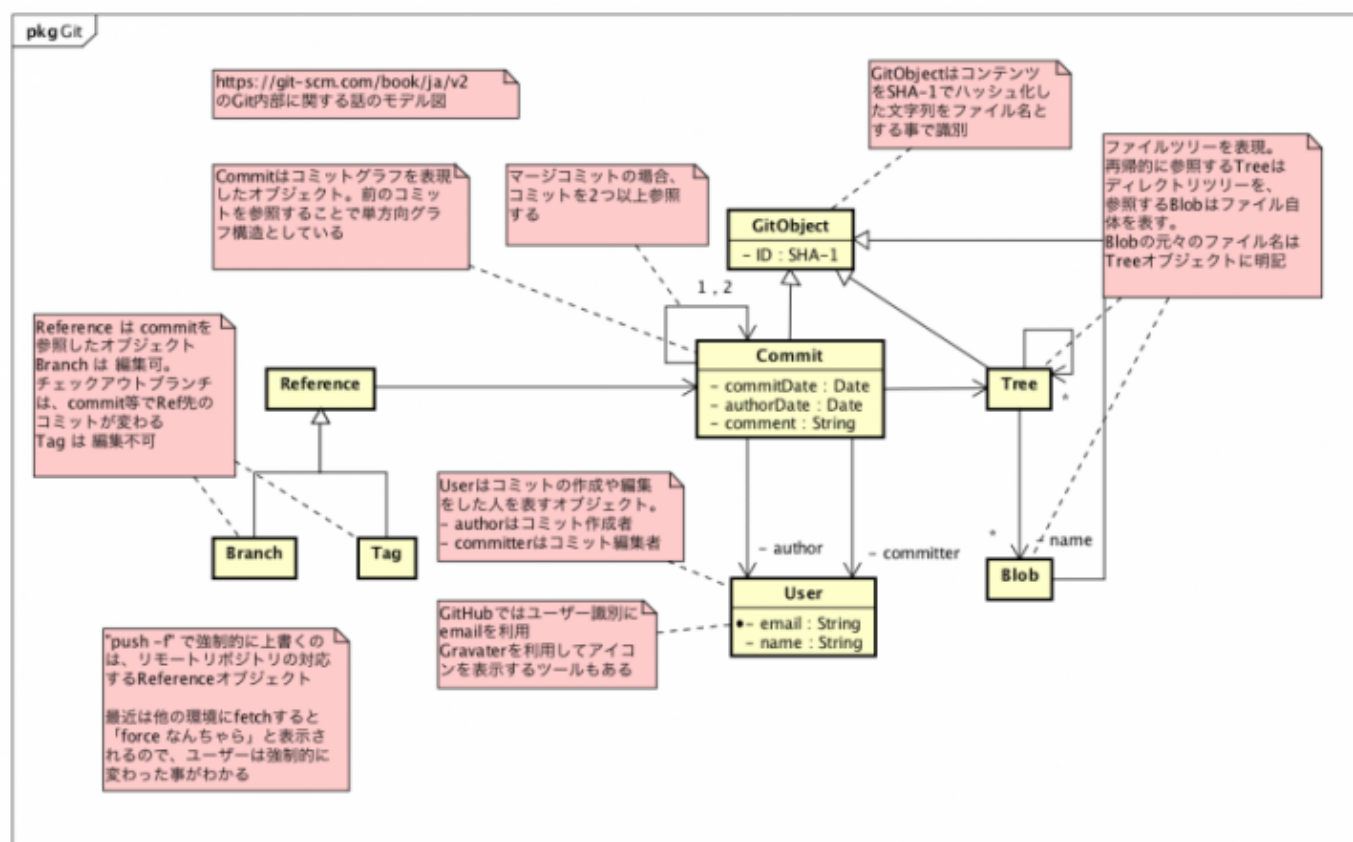 pkg Git
https://git-scm.com/book/ja/v2
のGit内部に関する話のモデル図
GitObjectはコンテンツ
をSHA-1でハッシュ化し
た文字列をファイル名と
する事で識別
Commitはコミットグラフを表現
したオブジェクト。前のコミッ
トを参照することで単方向グラ
フ構造としている
マージコミットの場合、
コミットを2つ以上参照
する
ファイルツリーを表現。
再帰的に参照するTreeは
ディレクトリツリーを、
参照するBlobはファイル自
体を表す。
Blobの元々のファイル名は
Treeオブジェクトに明記
GitObject
- ID : SHA-1
1 , 2
Reference は commitを
参照したオブジェクト
Branch は 編集可。
チェックアウトブランチ
は、commit等でRef先の
コミットが変わる
Tag は 編集不可
Reference
Commit
- commitDate : Date
- authorDate : Date
- comment : String
Tree
*
Userはコミットの作成や編集
をした人を表すオブジェクト。
- authorはコミット作成者
- committerはコミット編集者
Branch
Tag
- author
- committer
*
- name
Blob
User
- email : String
- name : String
GitHubではユーザー識別に
emailを利用
Gravaterを利用してアイコ
ンを表示するツールもある
"push -f" で強制的に上書くの
は、リモートリポジトリの対応
するReferenceオブジェクト
最近は他の環境にfetchすると
「force なんちゃら」と表示さ
れるので、ユーザーは強制的に
変わった事がわかる